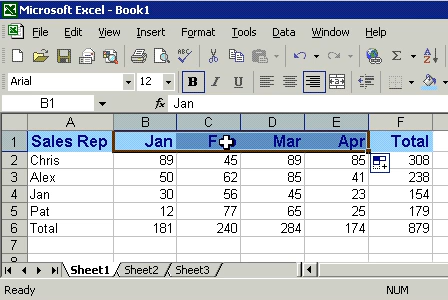 Microsoft Excel - Book1
File Edit View Insert Format Tools Data Window Help
Arial 12 B I U
B1 fx Jan
A B C D E F
1 Sales Rep Jan F Mar Apr Total
2 Chris 89 45 89 85 308
3 Alex 50 62 85 41 238
4 Jan 30 56 45 23 154
5 Pat 12 77 65 25 179
6 Total 181 240 284 174 879
7
8
Sheet1 Sheet2 Sheet3
Ready NUM